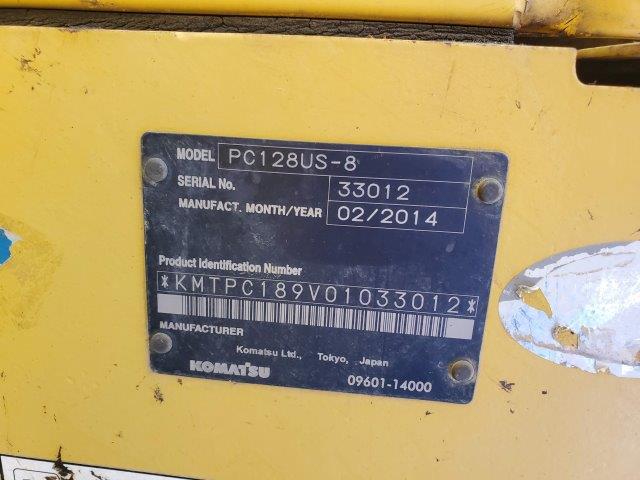 MODEL PC128US-8
SERIAL No. 33012
MANUFACT. MONTH/YEAR 02/2014
Product Identification Number
*KMTPC189V01033012*
MANUFACTURER
Komatsu Ltd., Tokyo, Japan
KOMATSU
09601-14000